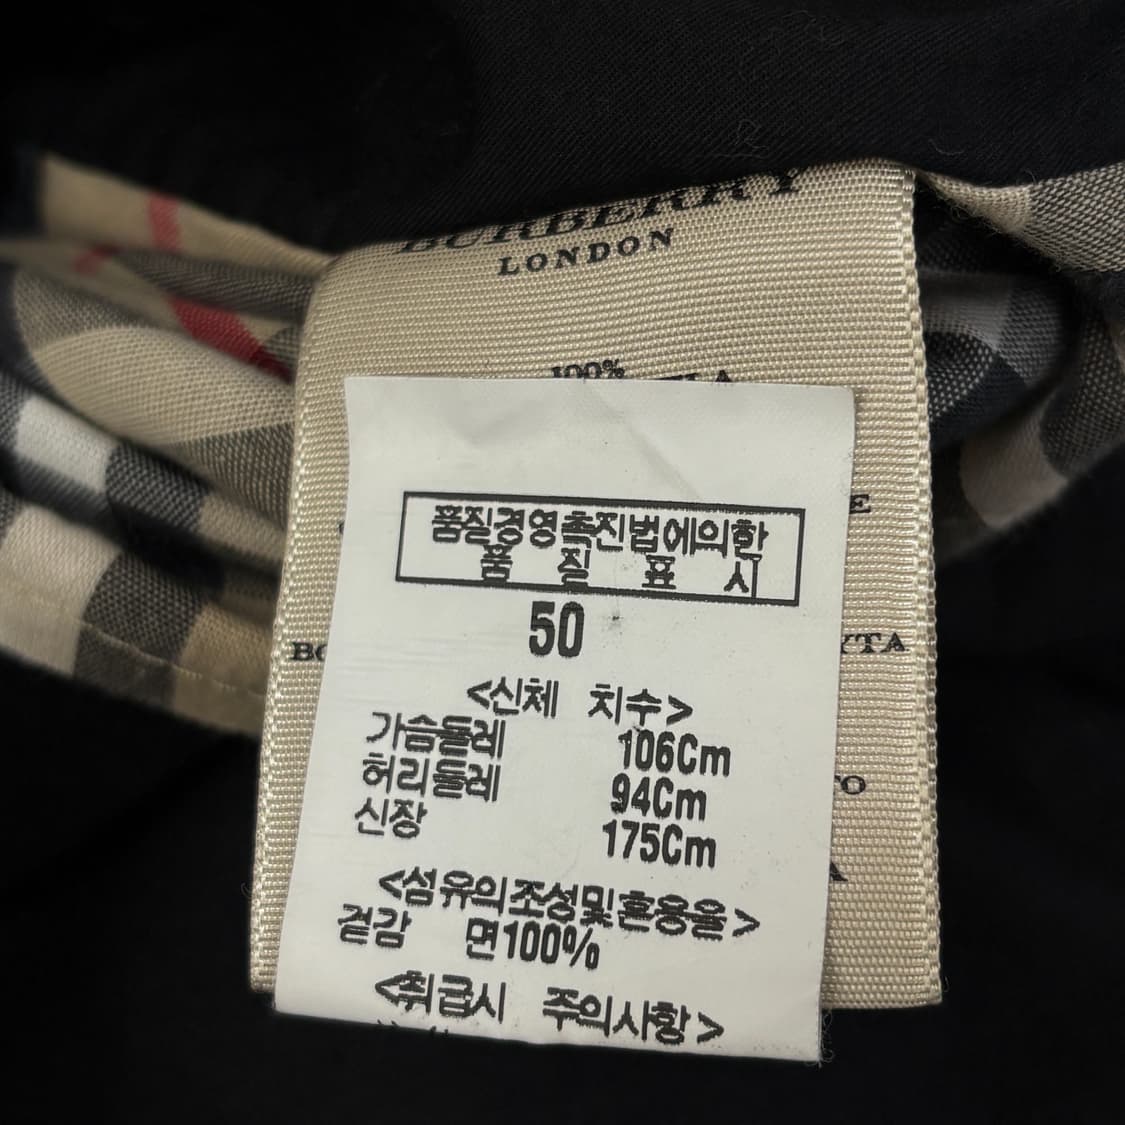 BURBERRY
LONDON
100%
품질경영촉진법에의한
품 질 표 시
50
<신체 치수>
가슴둘레 106Cm
허리둘레 94Cm
신장 175Cm
<섬유의조성및혼용율>
겉감 면100%
<취급시 주의사항>